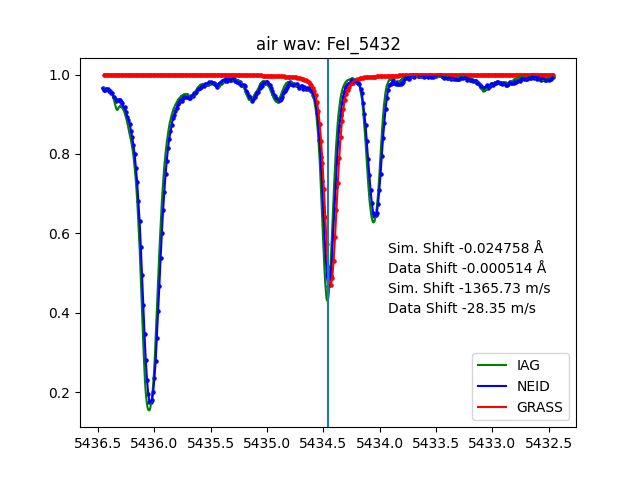 air wav: FeI_5432
1.0
0.8
0.6
0.4
0.2
Sim. Shift -0.024758 Å
Data Shift -0.000514 Å
Sim. Shift -1365.73 m/s
Data Shift -28.35 m/s
IAG
NEID
GRASS
5436.5 5436.0 5435.5 5435.0 5434.5 5434.0 5433.5 5433.0 5432.5